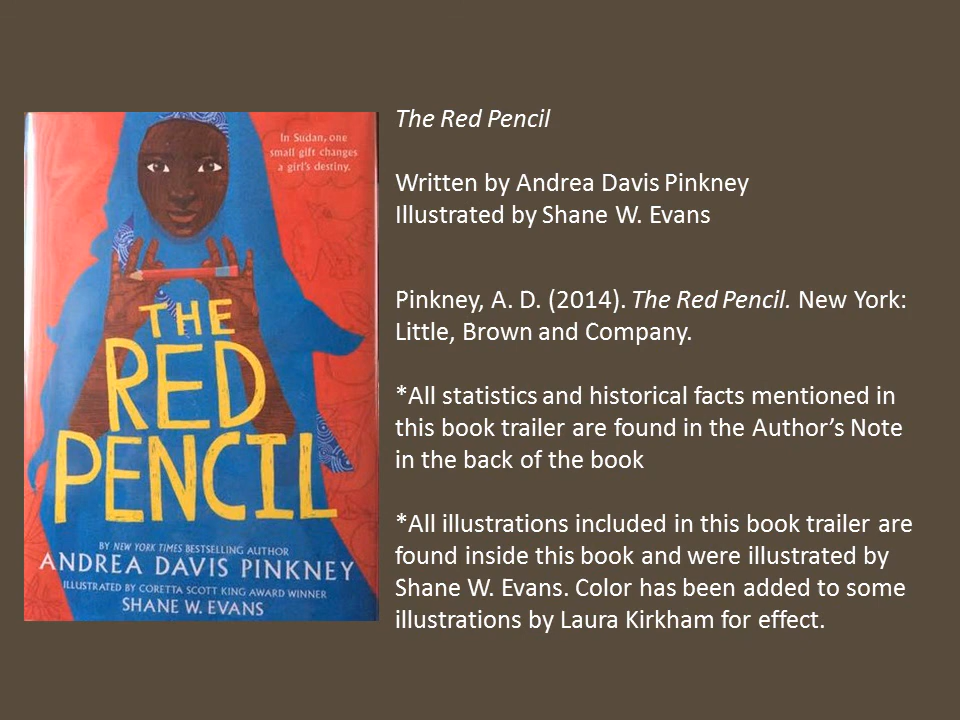 In Sudan, one
small gift changes
a girl's destiny.
THE
RED
PENCIL
BY NEW YORK TIMES BESTSELLING AUTHOR
ANDREA DAVIS PINKNEY
ILLUSTRATED BY CORETTA SCOTT KING AWARD WINNER
SHANE W. EVANS
The Red Pencil
Written by Andrea Davis Pinkney
Illustrated by Shane W. Evans
Pinkney, A. D. (2014). The Red Pencil. New York:
Little, Brown and Company.
*All statistics and historical facts mentioned in
this book trailer are found in the Author’s Note
in the back of the book
*All illustrations included in this book trailer are
found inside this book and were illustrated by
Shane W. Evans. Color has been added to some
illustrations by Laura Kirkham for effect.